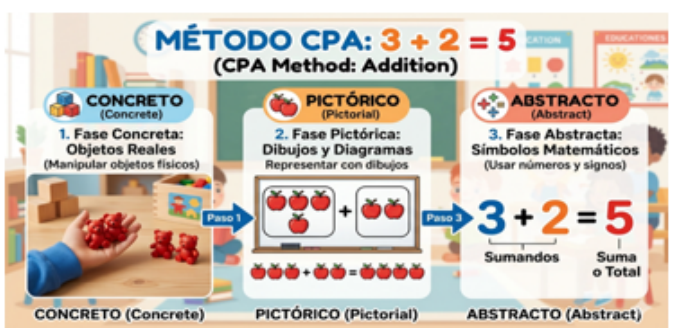 MÉTODO CPA: 3 + 2 = 5
(CPA Method: Addition)
EDUCATIONES
CONCRETO
(Concrete)
1. Fase Concreta:
Objetos Reales
(Manipular objetos físicos)
Paso 1
CONCRETO (Concrete)
PICTÓRICO
(Pictorial)
2. Fase Pictórica:
Dibujos y Diagramas
Representar con dibujos
+
+ =
Paso 3
PICTÓRICO (Pictorial)
ABSTRACTO
(Abstract)
3. Fase Abstracta:
Símbolos Matemáticos
(Usar números y signos)
3 + 2 = 5
Sumandos
Suma
o Total
ABSTRACTO (Abstract)